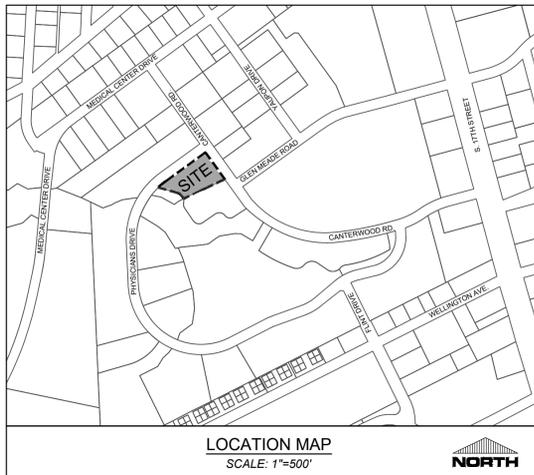 MEDICAL CENTER DRIVE
CANTERWOOD RD
YAUPON DRIVE
S. 17TH STREET
GLEN MEADE ROAD
SITE
MEDICAL CENTER DRIVE
PHYSICIANS DRIVE
CANTERWOOD RD
FLINT DRIVE
WELLINGTON AVE.
LOCATION MAP
SCALE: 1"=500'
NORTH